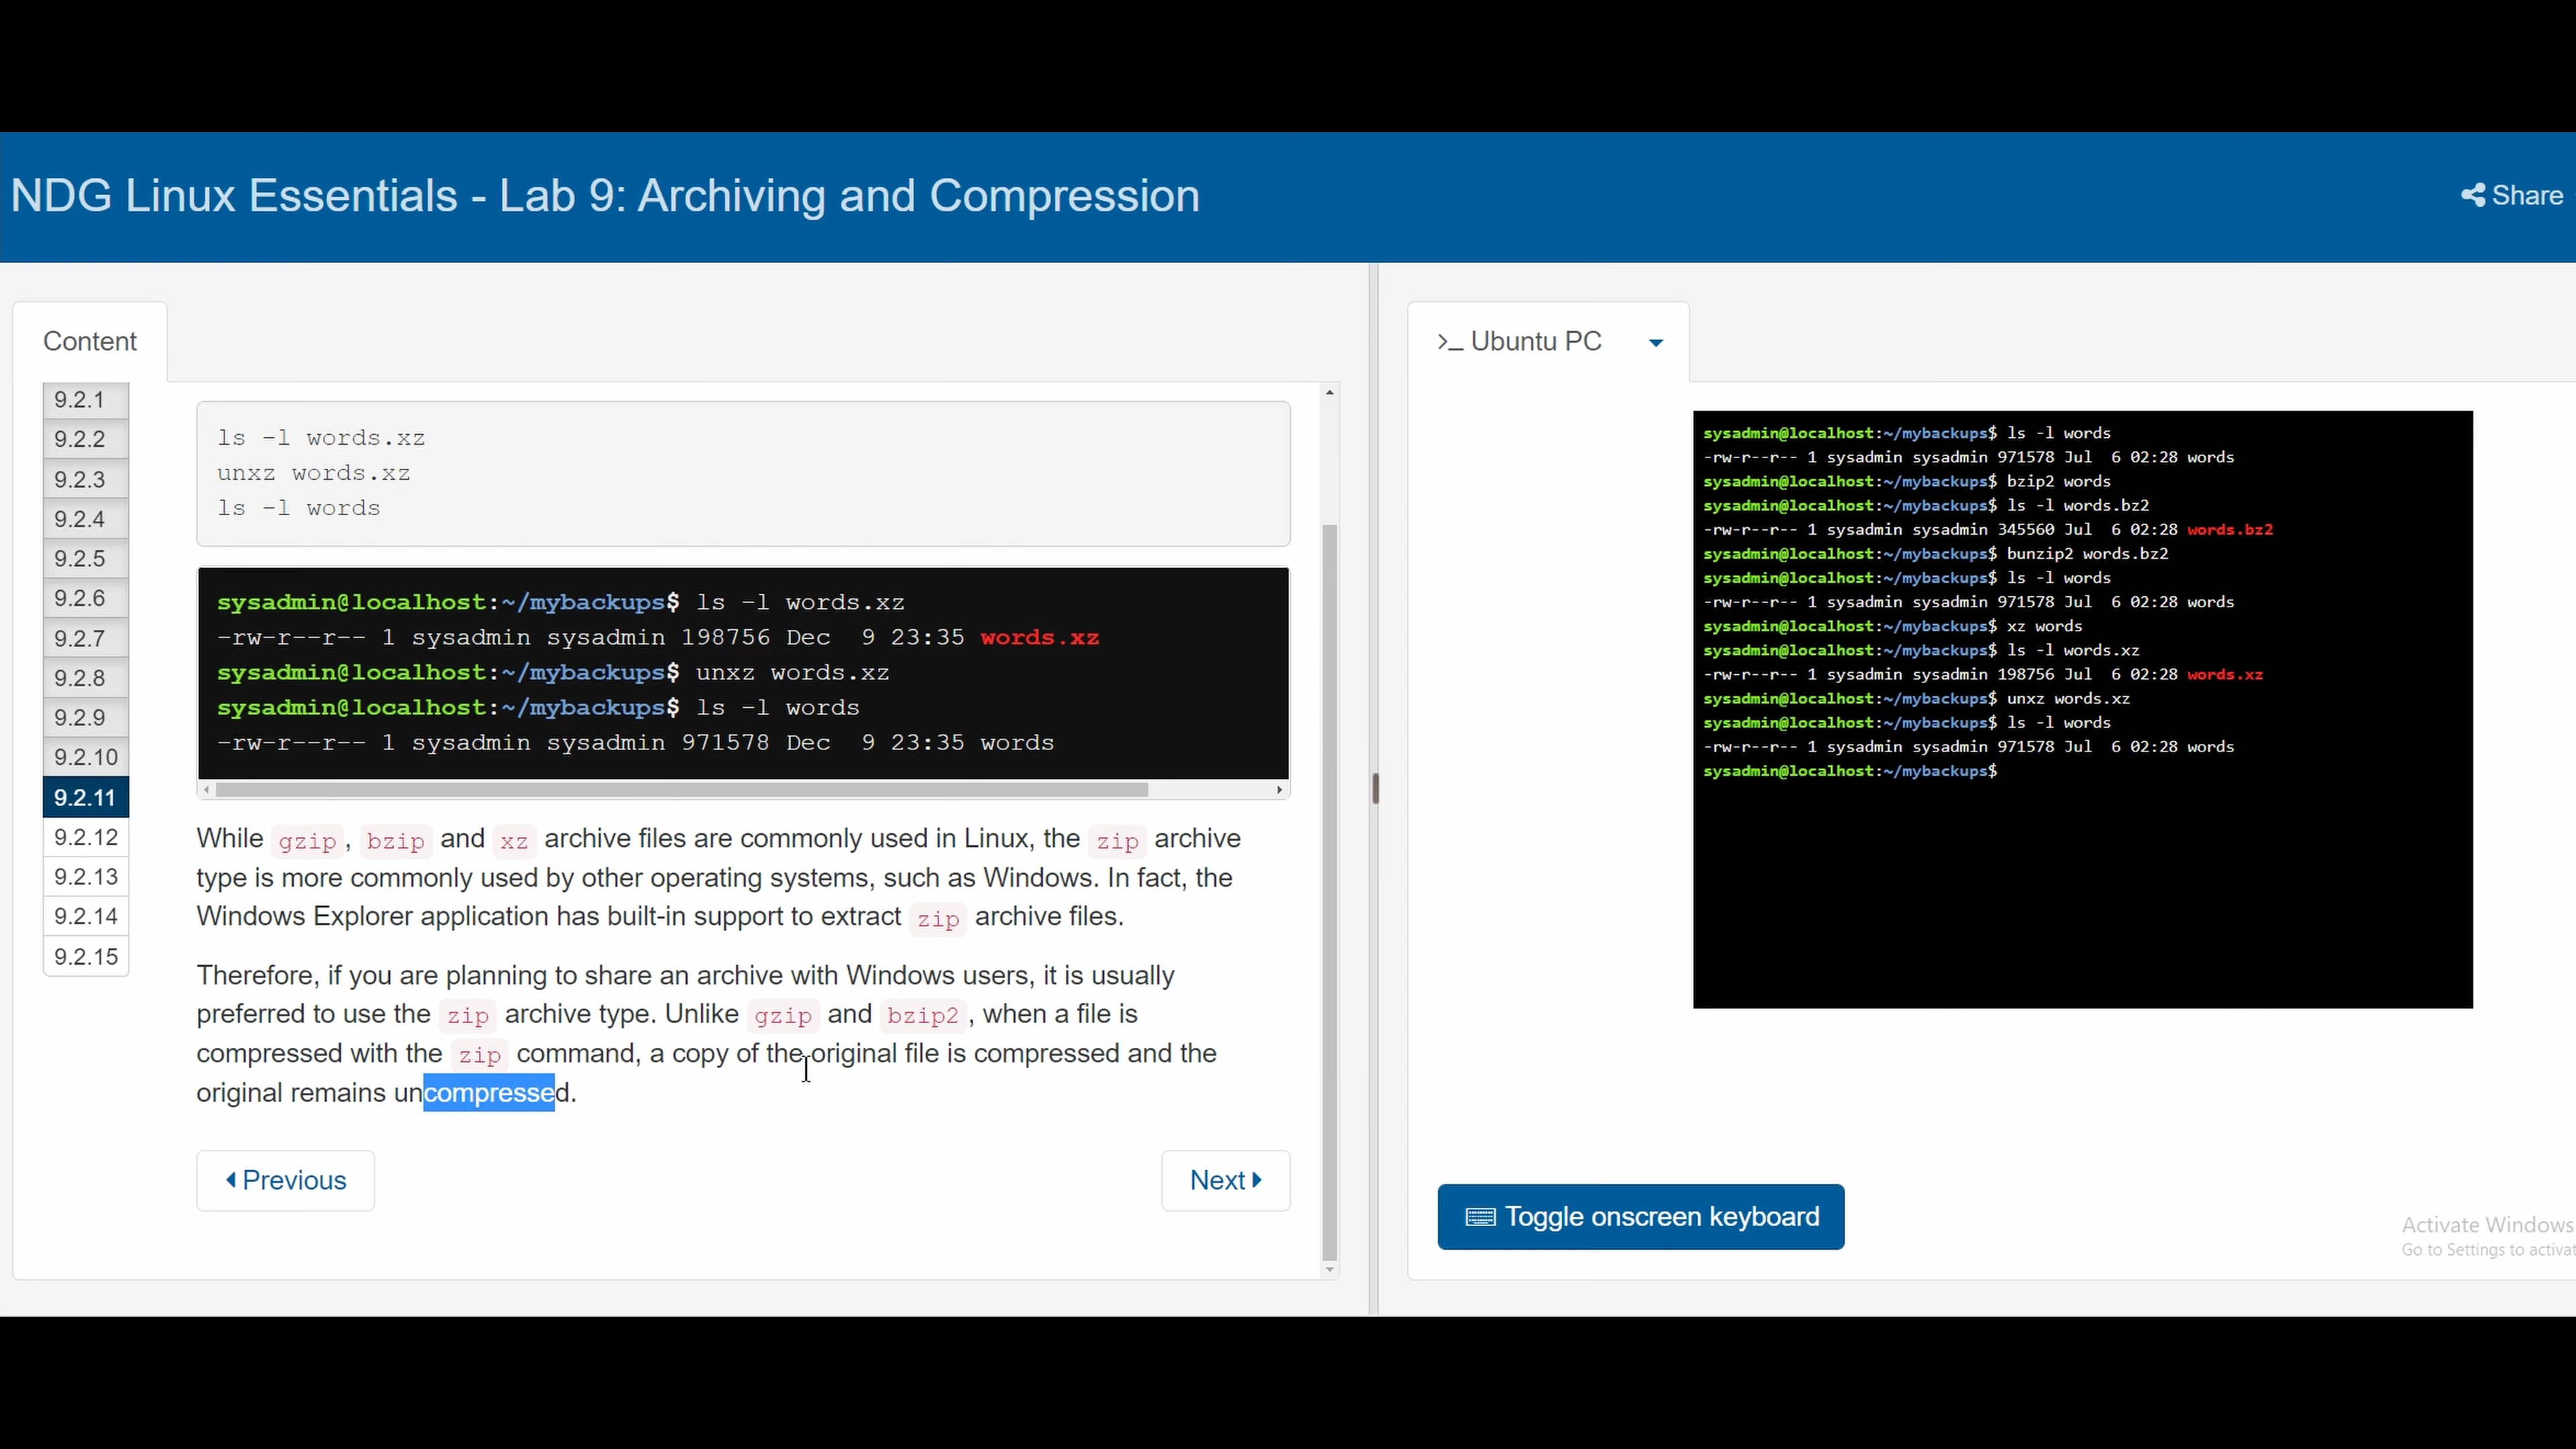 NDG Linux Essentials - Lab 9: Archiving and Compression
Share
Content
9.2.1
9.2.2
9.2.3
9.2.4
9.2.5
9.2.6
9.2.7
9.2.8
9.2.9
9.2.10
9.2.11
9.2.12
9.2.13
9.2.14
9.2.15
ls -l words.xz
unxz words.xz
ls -l words
sysadmin@localhost:~/mybackups$ ls -l words.xz
-rw-r--r-- 1 sysadmin sysadmin 198756 Dec  9 23:35 words.xz
sysadmin@localhost:~/mybackups$ unxz words.xz
sysadmin@localhost:~/mybackups$ ls -l words
-rw-r--r-- 1 sysadmin sysadmin 971578 Dec  9 23:35 words
While gzip, bzip and xz archive files are commonly used in Linux, the zip archive
type is more commonly used by other operating systems, such as Windows. In fact, the
Windows Explorer application has built-in support to extract zip archive files.
Therefore, if you are planning to share an archive with Windows users, it is usually
preferred to use the zip archive type. Unlike gzip and bzip2, when a file is
compressed with the zip command, a copy of the original file is compressed and the
original remains uncompressed.
Previous
Next
>_ Ubuntu PC
sysadmin@localhost:~/mybackups$ ls -l words
-rw-r--r-- 1 sysadmin sysadmin 971578 Jul  6 02:28 words
sysadmin@localhost:~/mybackups$ bzip2 words
sysadmin@localhost:~/mybackups$ ls -l words.bz2
-rw-r--r-- 1 sysadmin sysadmin 345560 Jul  6 02:28 words.bz2
sysadmin@localhost:~/mybackups$ bunzip2 words.bz2
sysadmin@localhost:~/mybackups$ ls -l words
-rw-r--r-- 1 sysadmin sysadmin 971578 Jul  6 02:28 words
sysadmin@localhost:~/mybackups$ xz words
sysadmin@localhost:~/mybackups$ ls -l words.xz
-rw-r--r-- 1 sysadmin sysadmin 198756 Jul  6 02:28 words.xz
sysadmin@localhost:~/mybackups$ unxz words.xz
sysadmin@localhost:~/mybackups$ ls -l words
-rw-r--r-- 1 sysadmin sysadmin 971578 Jul  6 02:28 words
sysadmin@localhost:~/mybackups$
Toggle onscreen keyboard
Activate Windows
Go to Settings to activat